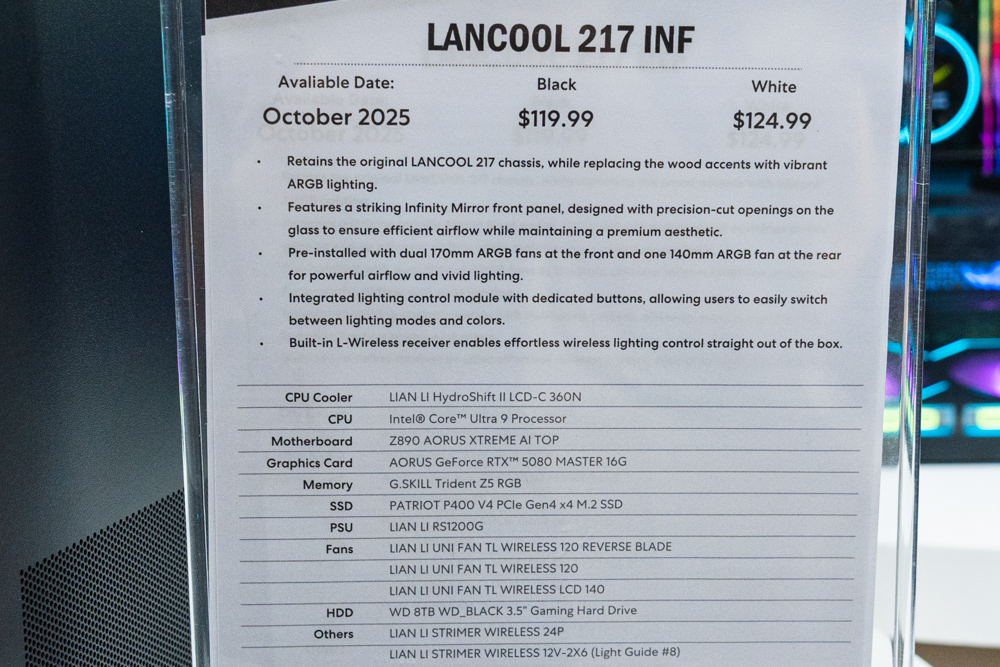 LANCOOL 217 INF
Avaliable Date: Black White
October 2025 $119.99 $124.99
• Retains the original LANCOOL 217 chassis, while replacing the wood accents with vibrant
ARGB lighting.
• Features a striking Infinity Mirror front panel, designed with precision-cut openings on the
glass to ensure efficient airflow while maintaining a premium aesthetic.
• Pre-installed with dual 170mm ARGB fans at the front and one 140mm ARGB fan at the rear
for powerful airflow and vivid lighting.
• Integrated lighting control module with dedicated buttons, allowing users to easily switch
between lighting modes and colors.
• Built-in L-Wireless receiver enables effortless wireless lighting control straight out of the box.
CPU Cooler LIAN LI HydroShift II LCD-C 360N
CPU Intel® Core™ Ultra 9 Processor
Motherboard Z890 AORUS XTREME AI TOP
Graphics Card AORUS GeForce RTX™ 5080 MASTER 16G
Memory G.SKILL Trident Z5 RGB
SSD PATRIOT P400 V4 PCIe Gen4 x4 M.2 SSD
PSU LIAN LI RS1200G
Fans LIAN LI UNI FAN TL WIRELESS 120 REVERSE BLADE
LIAN LI UNI FAN TL WIRELESS 120
LIAN LI UNI FAN TL WIRELESS LCD 140
HDD WD 8TB WD_BLACK 3.5" Gaming Hard Drive
Others LIAN LI STRIMER WIRELESS 24P
LIAN LI STRIMER WIRELESS 12V-2X6 (Light Guide #8)